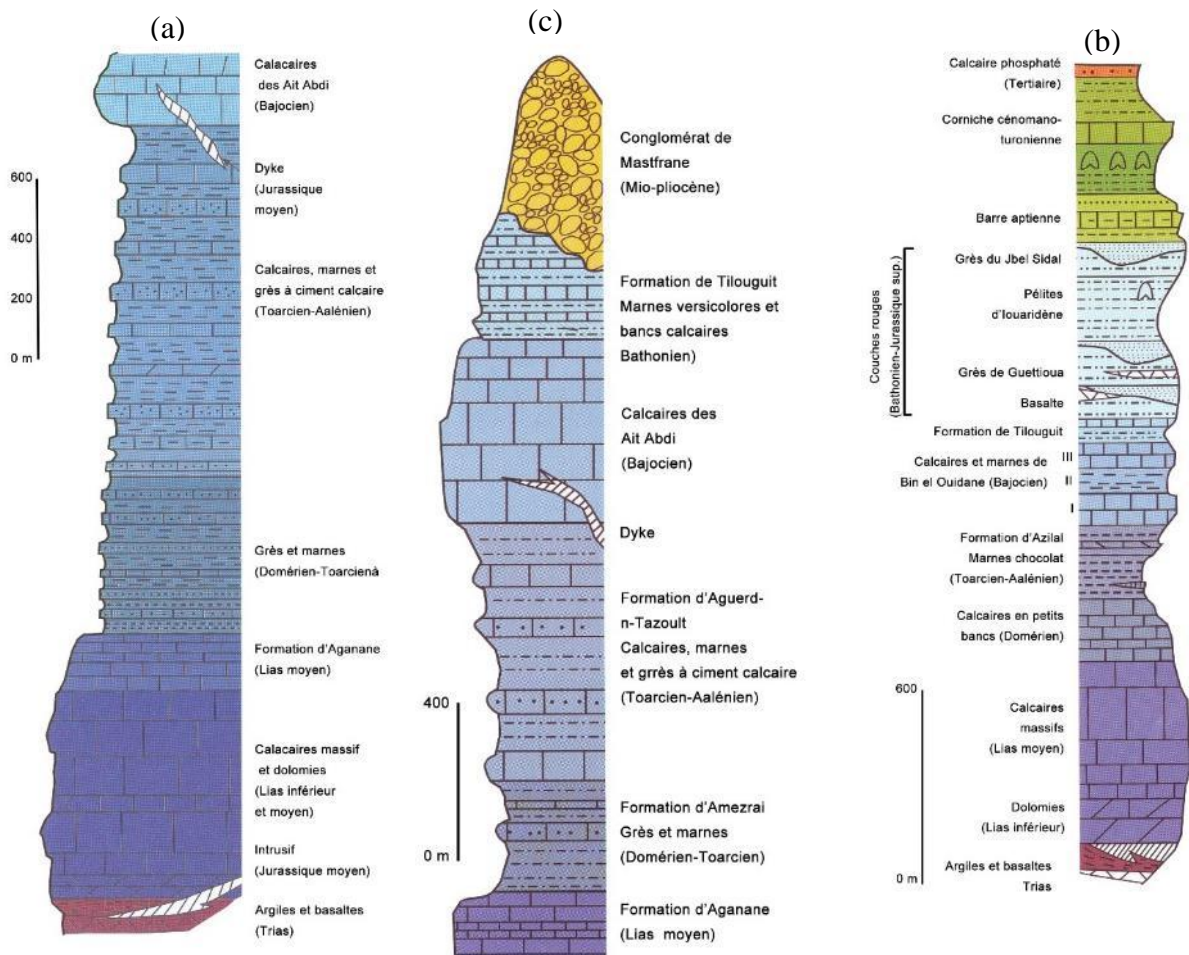 (a)
Calacaires
des Ait Abdi
(Bajocien)
Dyke
(Jurassique
moyen)
600
400
200
0 m
Calcaires, marnes et
grès à ciment calcaire
(Toarcien-Aalénien)
Grès et marnes
(Domérien-Toarcienà
Formation d'Aganane
(Lias moyen)
Calacaires massif
et dolomies
(Lias inférieur
et moyen)
Intrusif
(Jurassique moyen)
Argiles et basaltes
(Trias)
(c)
Conglomérat de
Mastfrane
(Mio-pliocène)
Formation de Tilouguit
Marnes versicolores et
bancs calcaires
Bathonien)
Calcaires des
Ait Abdi
(Bajocien)
Dyke
Formation d'Aguerd-
n-Tazoult
Calcaires, marnes
et grrès à ciment calcaire
(Toarcien-Aalénien)
400
0 m
Formation d'Amezrai
Grès et marnes
(Domérien-Toarcien)
Formation d'Aganane
(Lias moyen)
(b)
Calcaire phosphaté
(Tertiaire)
Corniche cénomano-
turonienne
Barre aptienne
Couches rouges
(Bathonien-Jurassique sup.)
Grès du Jbel Sidal
Pélites
d'Iouaridène
Grès de Guettioua
Basalte
Formation de Tilouguit
Calcaires et marnes de
Bin el Ouidane (Bajocien)
III
II
I
Formation d'Azilal
Marnes chocolat
(Toarcien-Aalénien)
Calcaires en petits
bancs (Domérien)
600
0 m
Calcaires
massifs
(Lias moyen)
Dolomies
(Lias inférieur)
Argiles et basaltes
Trias